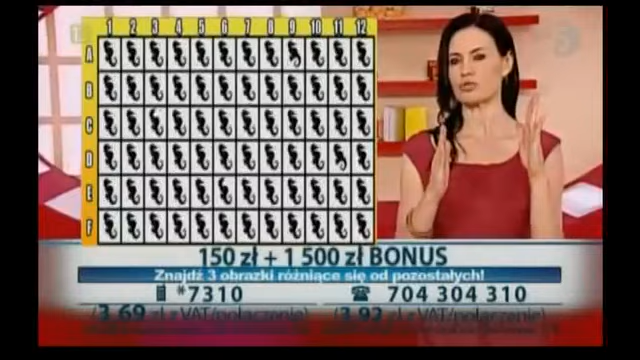 1 2 3 4 5 6 7 8 9 10 11 12
A
B
C
D
E
F
150 zł + 1 500 zł BONUS
Znajdź 3 obrazki różniące się od pozostałych!
*7310
704 304 310
(3,69 zł z VAT/połączenie)
(3,92 zł z VAT/połączenie)